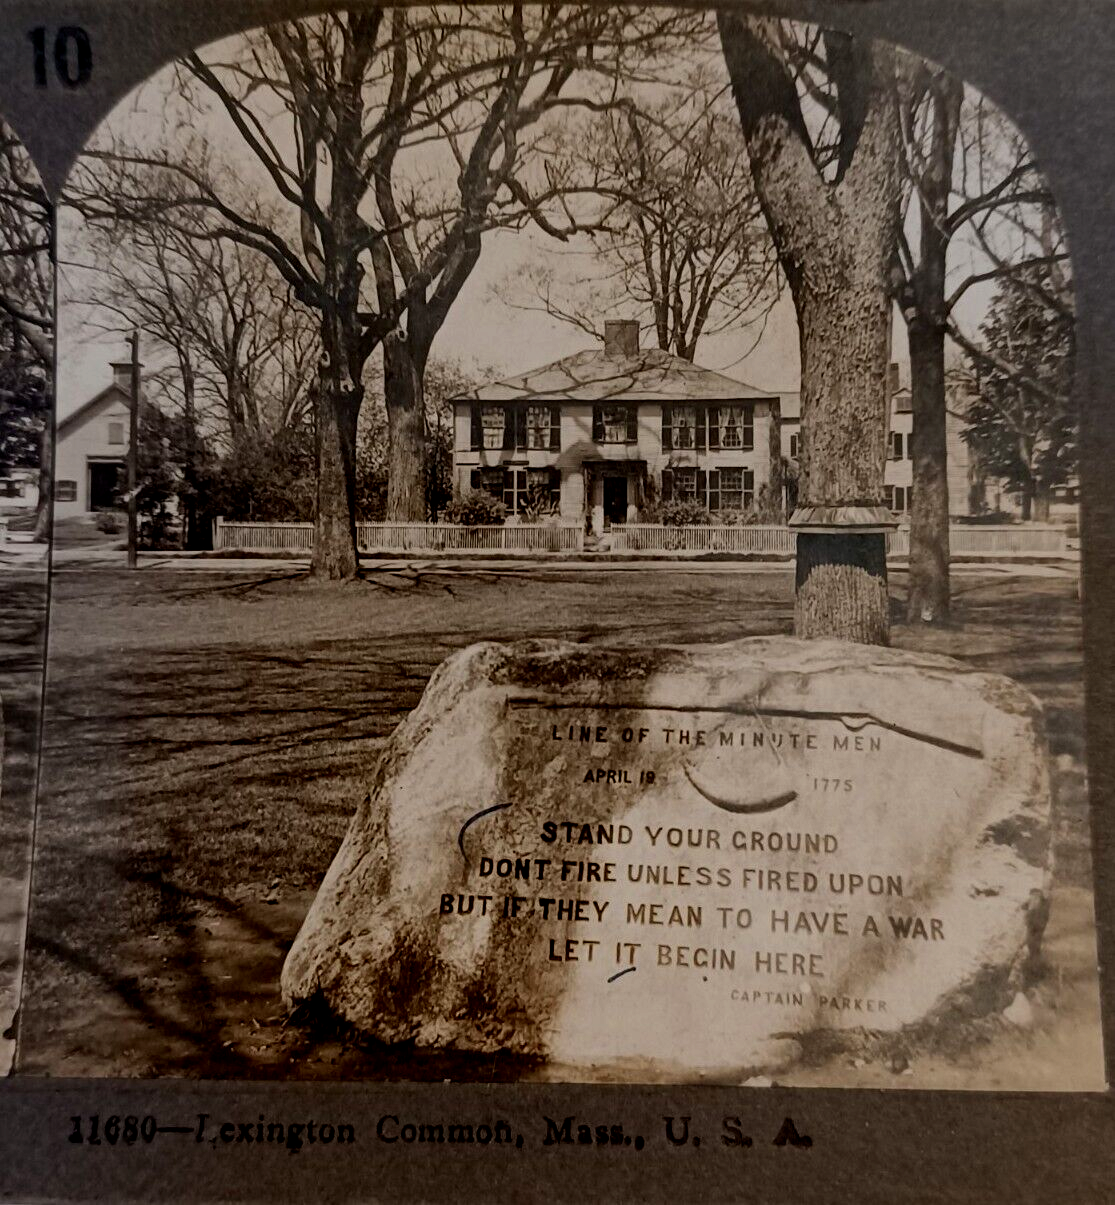 10
LINE OF THE MINUTE MEN
APRIL 19 1775
STAND YOUR GROUND
DONT FIRE UNLESS FIRED UPON
BUT IF THEY MEAN TO HAVE A WAR
LET IT BEGIN HERE
CAPTAIN PARKER
11680—Lexington Common, Mass., U. S. A.